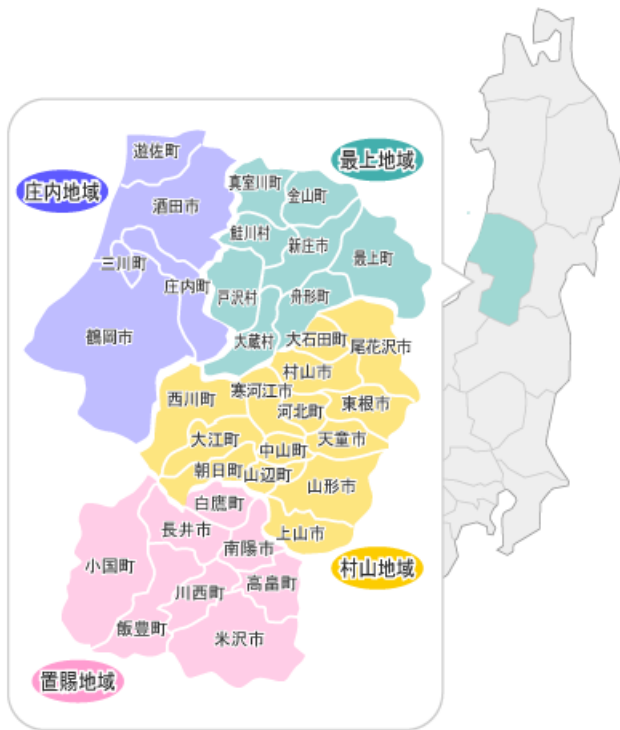 遊佐町
庄内地域
酒田市
三川町
庄内町
鶴岡市
最上地域
真室川町
金山町
鮭川村
新庄市
最上町
戸沢村
舟形町
大蔵村
大石田町
尾花沢市
村山市
西川町
寒河江市
河北町
東根市
大江町
中山町
天童市
朝日町
山辺町
山形市
上山市
村山地域
白鷹町
長井市
南陽市
小国町
川西町
高畠町
飯豊町
米沢市
置賜地域